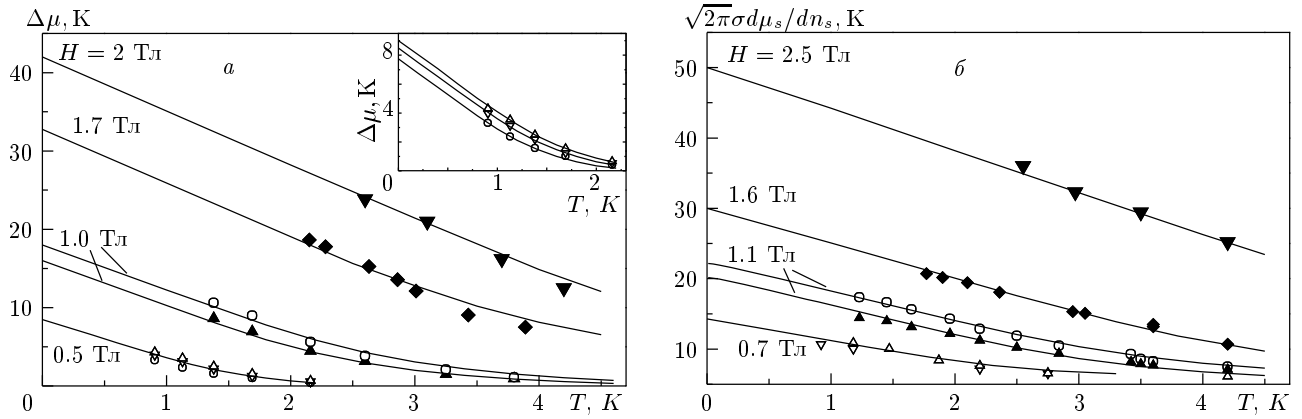 Δμ, K
H = 2 Тл
а
40
1.7 Тл
30
20
1.0 Тл
10
0.5 Тл
0
1
2
3
4
T, K
8
Δμ, K
4
0
1
2
T, K
√2πσdμₛ/dnₛ, K
H = 2.5 Тл
б
50
40
1.6 Тл
30
1.1 Тл
20
0.7 Тл
10
0
1
2
3
4
T, K